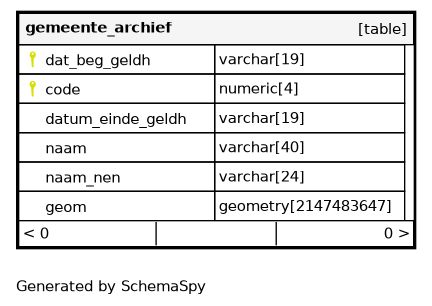 gemeente_archief [table]
dat_beg_geldh varchar[19]
code numeric[4]
datum_einde_geldh varchar[19]
naam varchar[40]
naam_nen varchar[24]
geom geometry[2147483647]
< 0 0 >
Generated by SchemaSpy